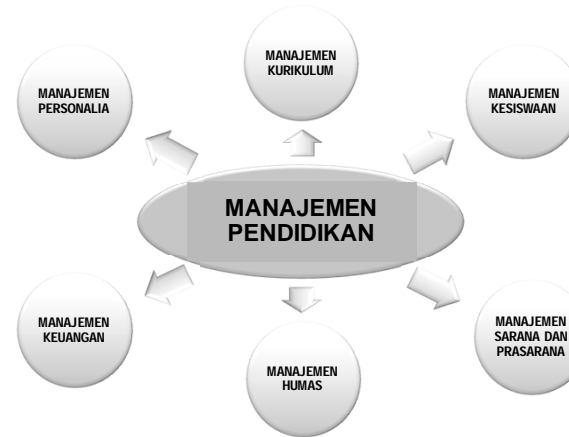 MANAJEMEN
KURIKULUM
MANAJEMEN
PERSONALIA
MANAJEMEN
KESISWAAN
MANAJEMEN
PENDIDIKAN
MANAJEMEN
KEUANGAN
MANAJEMEN
HUMAS
MANAJEMEN
SARANA DAN
PRASARANA